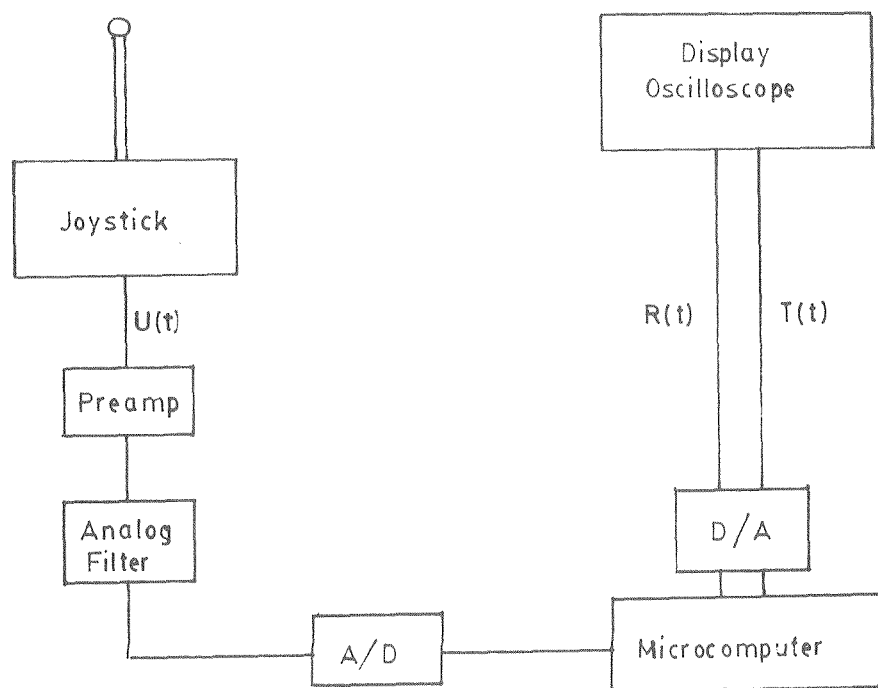 Display
Oscilloscope
Joystick
U(t)
R(t)
T(t)
Preamp
Analog
Filter
D/A
A/D
Microcomputer